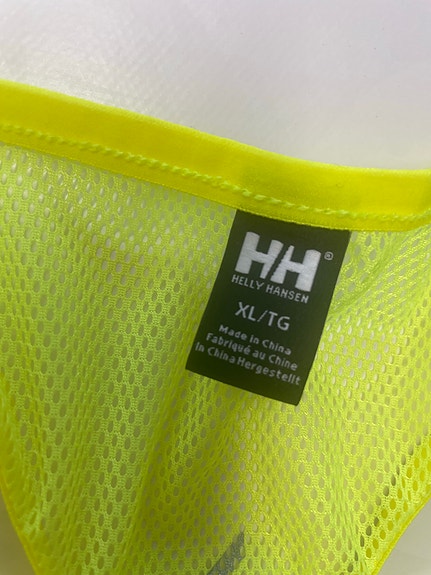 HH®
HELLY HANSEN
XL/TG
Made in China
Fabriqué au Chine
In China Hergestellt